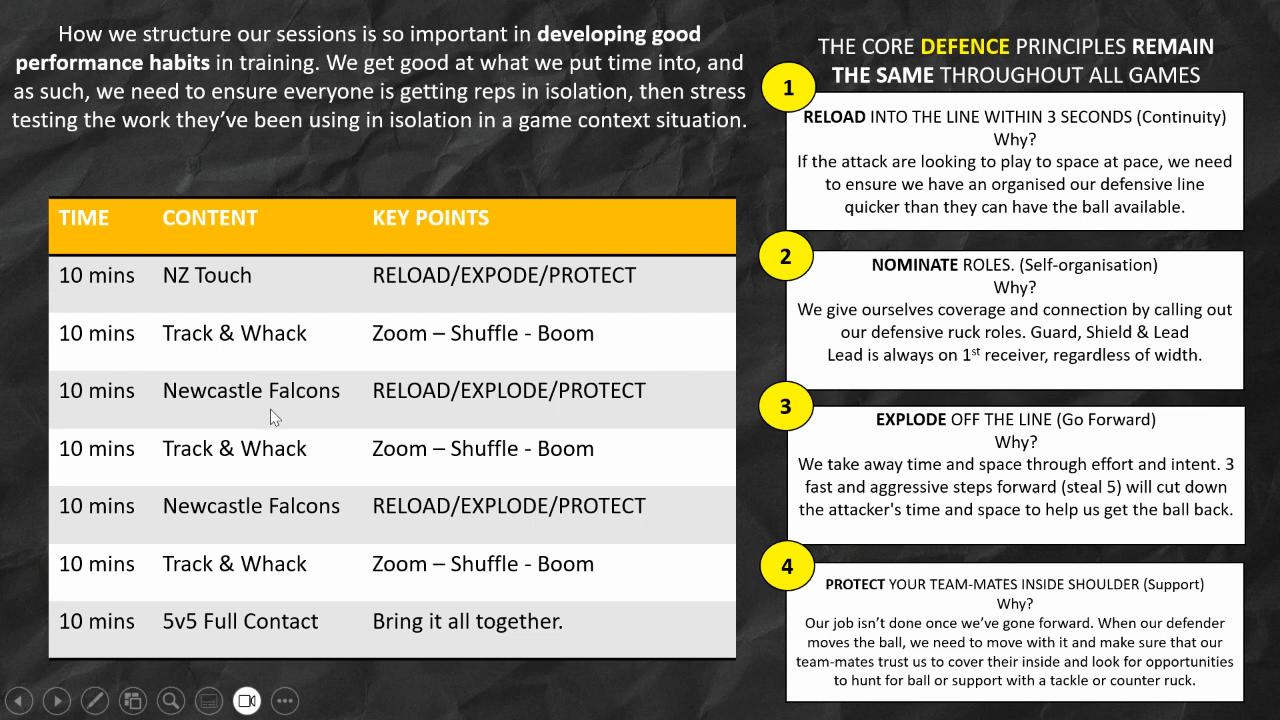 How we structure our sessions is so important in developing good
performance habits in training. We get good at what we put time into, and
as such, we need to ensure everyone is getting reps in isolation, then stress
testing the work they've been using in isolation in a game context situation.
TIME CONTENT KEY POINTS
10 mins NZ Touch RELOAD/EXPODE/PROTECT
10 mins Track & Whack Zoom – Shuffle - Boom
10 mins Newcastle Falcons RELOAD/EXPLODE/PROTECT
10 mins Track & Whack Zoom – Shuffle - Boom
10 mins Newcastle Falcons RELOAD/EXPLODE/PROTECT
10 mins Track & Whack Zoom – Shuffle - Boom
10 mins 5v5 Full Contact Bring it all together.
THE CORE DEFENCE PRINCIPLES REMAIN
THE SAME THROUGHOUT ALL GAMES
1
RELOAD INTO THE LINE WITHIN 3 SECONDS (Continuity)
Why?
If the attack are looking to play to space at pace, we need
to ensure we have an organised our defensive line
quicker than they can have the ball available.
2
NOMINATE ROLES. (Self-organisation)
Why?
We give ourselves coverage and connection by calling out
our defensive ruck roles. Guard, Shield & Lead
Lead is always on 1st receiver, regardless of width.
3
EXPLODE OFF THE LINE (Go Forward)
Why?
We take away time and space through effort and intent. 3
fast and aggressive steps forward (steal 5) will cut down
the attacker's time and space to help us get the ball back.
4
PROTECT YOUR TEAM-MATES INSIDE SHOULDER (Support)
Why?
Our job isn't done once we've gone forward. When our defender
moves the ball, we need to move with it and make sure that our
team-mates trust us to cover their inside and look for opportunities
to hunt for ball or support with a tackle or counter ruck.